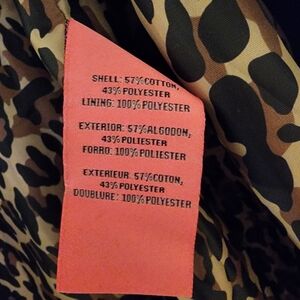 SHELL: 57%COTTON,
43%POLYESTER
LINING: 100%POLYESTER
EXTERIOR: 57%ALGODON,
43%POLIESTER
FORRO: 100%POLIESTER
EXTERIEUR: 57%COTON,
43%POLYESTER
DOUBLURE: 100%POLYESTER